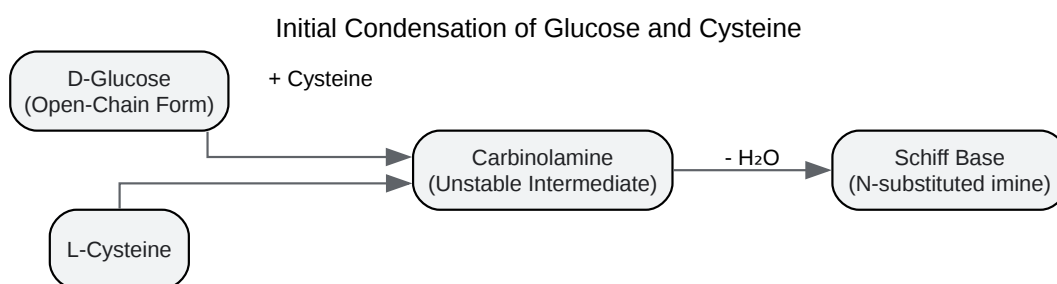 Initial Condensation of Glucose and Cysteine
D-Glucose
(Open-Chain Form)
+ Cysteine
Carbinolamine
(Unstable Intermediate)
- H₂O
Schiff Base
(N-substituted imine)
L-Cysteine